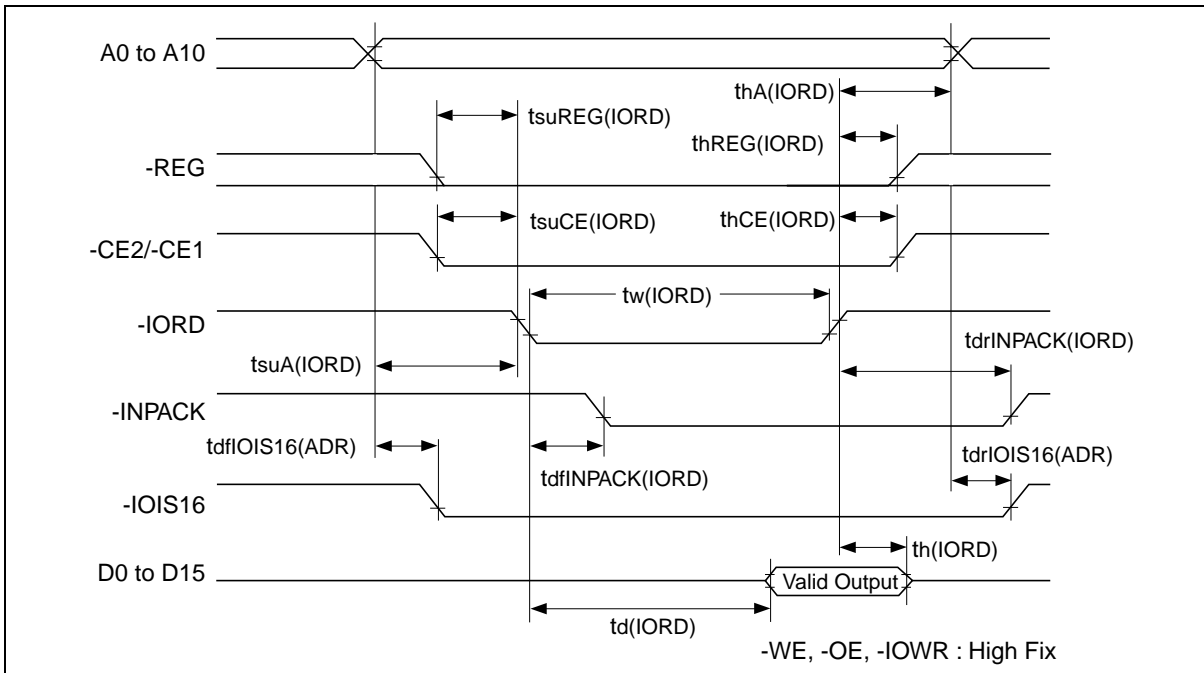 A0 to A10
thA(IORD)
tsuREG(IORD)
thREG(IORD)
-REG
tsuCE(IORD)
thCE(IORD)
-CE2/-CE1
tw(IORD)
-IORD
tdrINPACK(IORD)
tsuA(IORD)
-INPACK
tdfIOIS16(ADR)
tdrIOIS16(ADR)
tdfINPACK(IORD)
-IOIS16
th(IORD)
D0 to D15
Valid Output
td(IORD)
-WE, -OE, -IOWR : High Fix